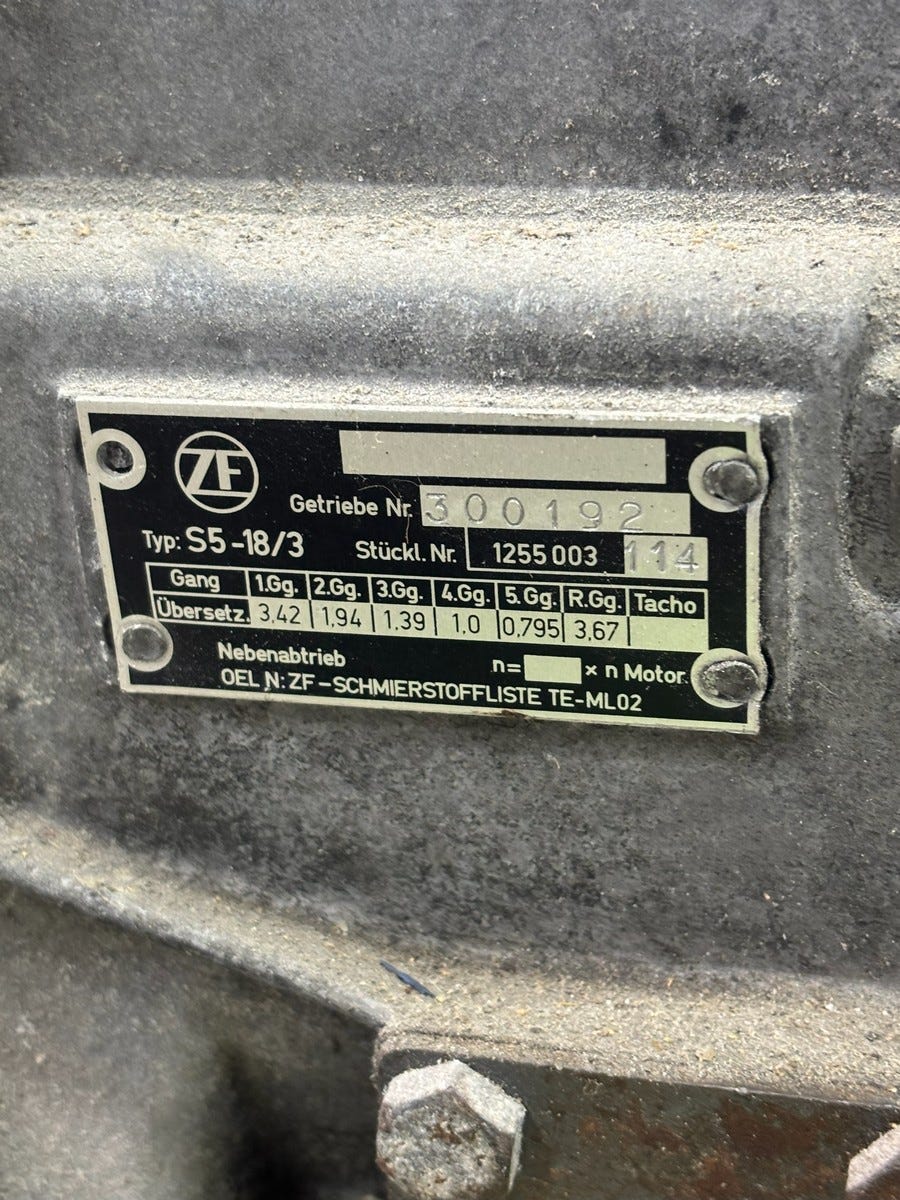 ZF
Getriebe Nr. 300192
Typ: S5-18/3 Stückl. Nr. 1255 003 114
Gang 1.Gg. 2.Gg. 3.Gg. 4.Gg. 5.Gg. R.Gg. Tacho
Übersetz. 3,42 1,94 1,39 1,0 0,795 3,67
Nebenabtrieb n= × n Motor.
OEL N: ZF-SCHMIERSTOFFLISTE TE-ML02